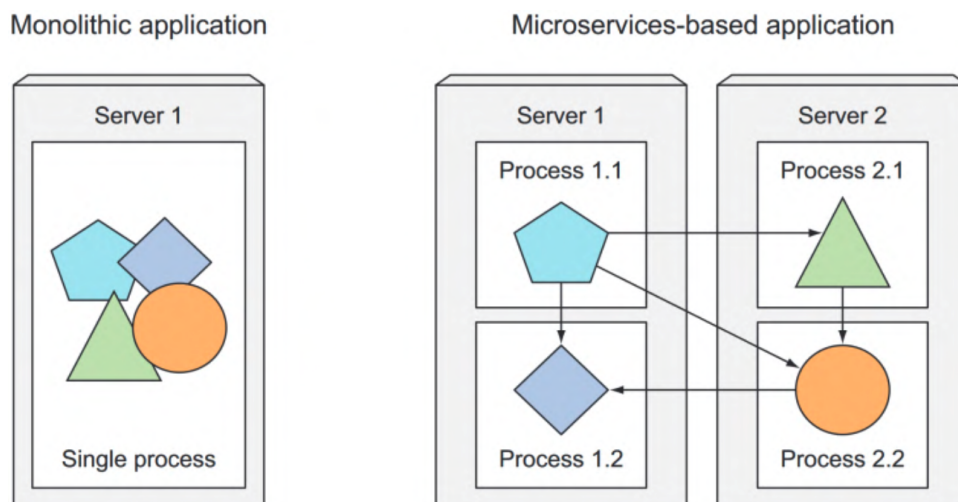 Monolithic application
Microservices-based application
Server 1
Single process
Server 1
Process 1.1
Process 1.2
Server 2
Process 2.1
Process 2.2